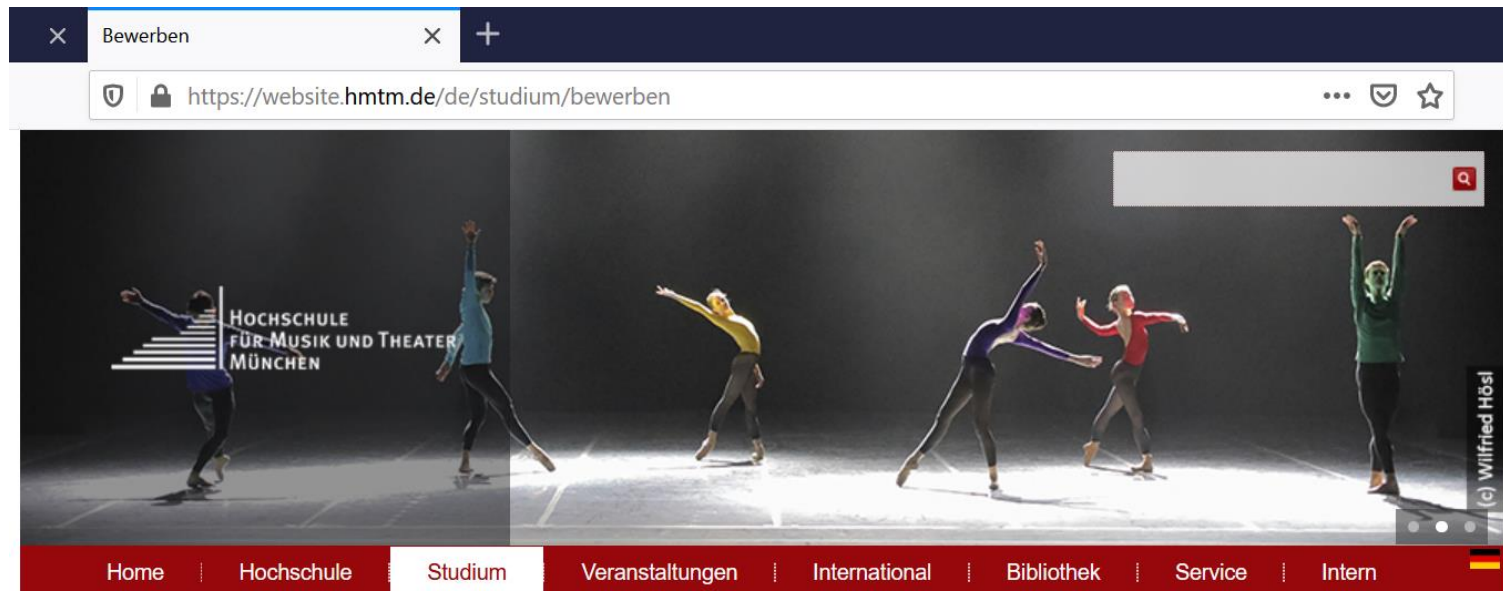 Bewerben
https://website.hmtm.de/de/studium/bewerben
HOCHSCHULE
FÜR MUSIK UND THEATER
MÜNCHEN
(c) Wilfried Hösl
Home Hochschule Studium Veranstaltungen International Bibliothek Service Intern